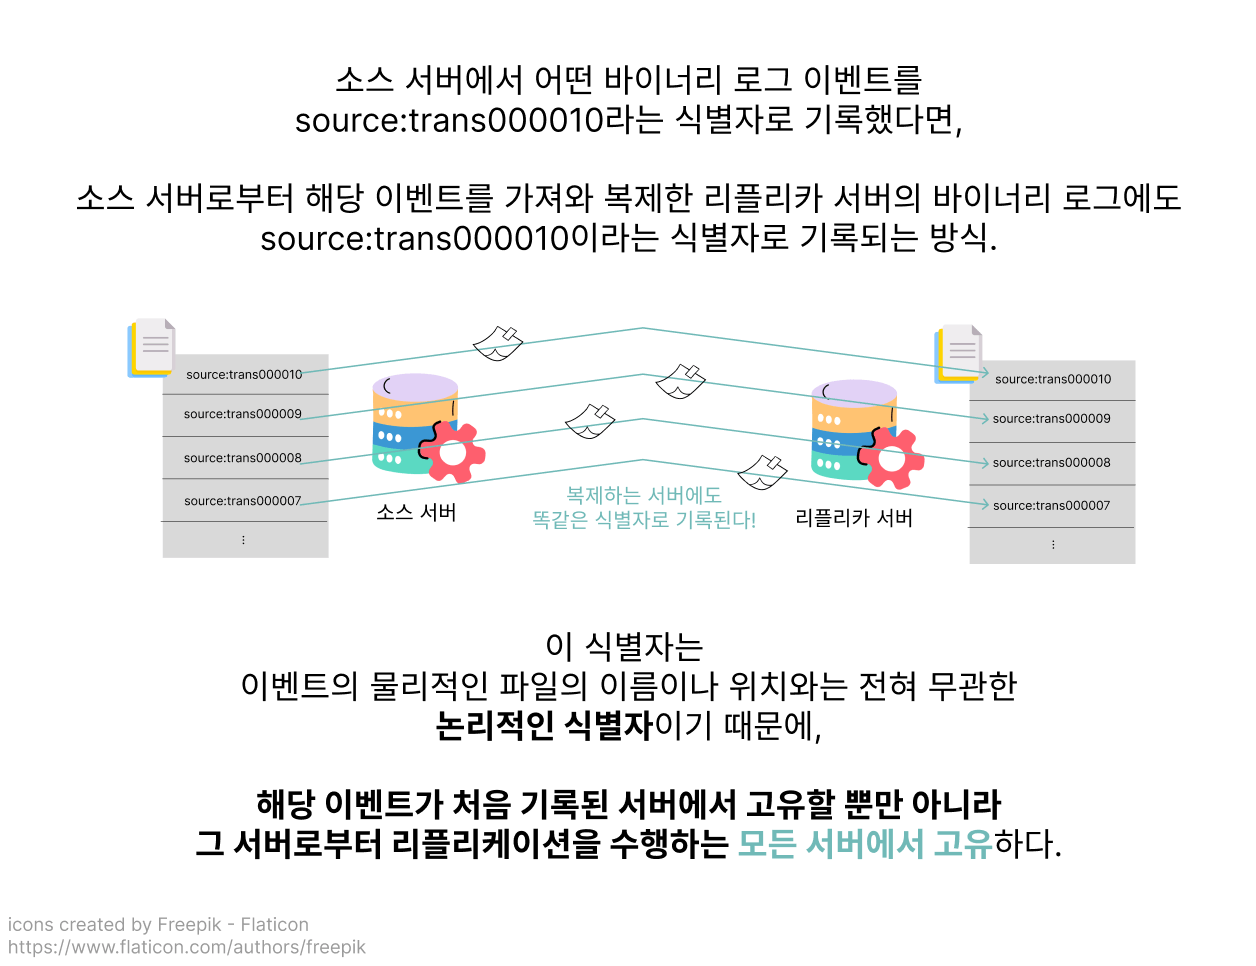 소스 서버에서 어떤 바이너리 로그 이벤트를
source:trans000010라는 식별자로 기록했다면,
소스 서버로부터 해당 이벤트를 가져와 복제한 리플리카 서버의 바이너리 로그에도
source:trans000010이라는 식별자로 기록되는 방식.
source:trans000010
source:trans000009
source:trans000008
source:trans000007
⋮
소스 서버
복제하는 서버에도
똑같은 식별자로 기록된다!
리플리카 서버
source:trans000010
source:trans000009
source:trans000008
source:trans000007
⋮
이 식별자는
이벤트의 물리적인 파일의 이름이나 위치와는 전혀 무관한
논리적인 식별자이기 때문에,
해당 이벤트가 처음 기록된 서버에서 고유할 뿐만 아니라
그 서버로부터 리플리케이션을 수행하는 모든 서버에서 고유하다.
icons created by Freepik - Flaticon
https://www.flaticon.com/authors/freepik